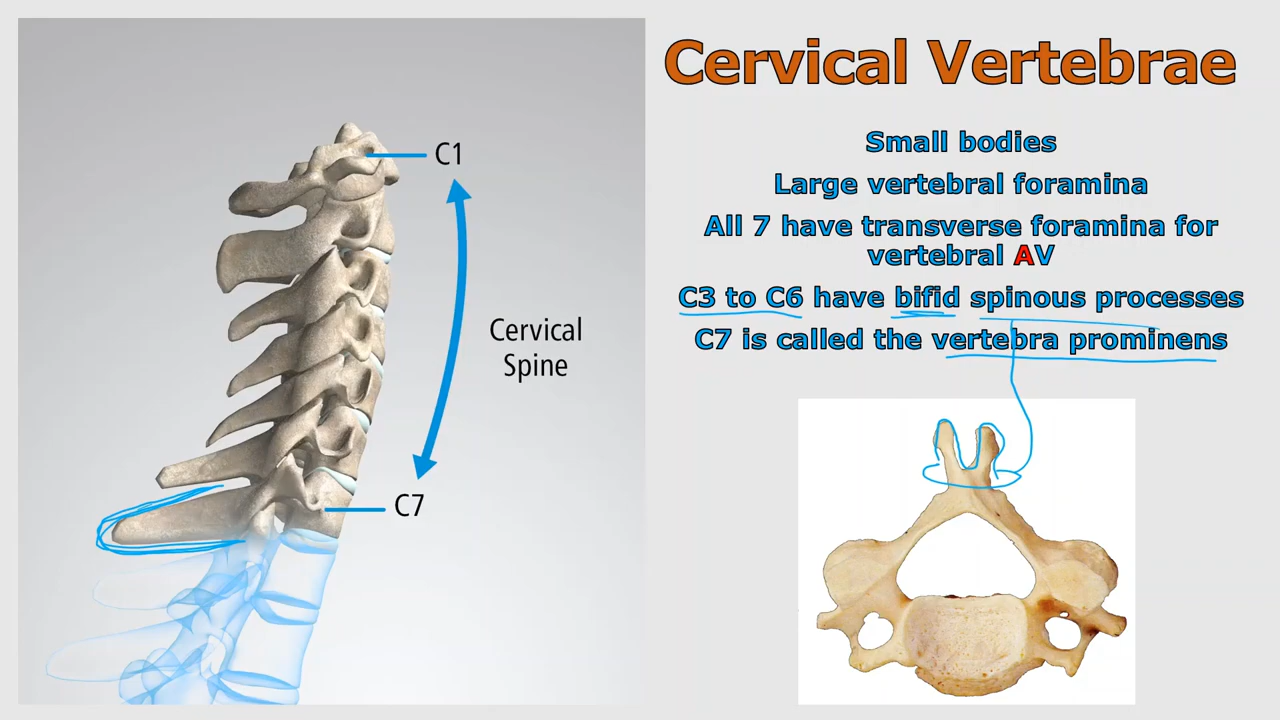 Cervical Vertebrae
Small bodies
Large vertebral foramina
All 7 have transverse foramina for
vertebral AV
C3 to C6 have bifid spinous processes
C7 is called the vertebra prominens
C1
Cervical
Spine
C7